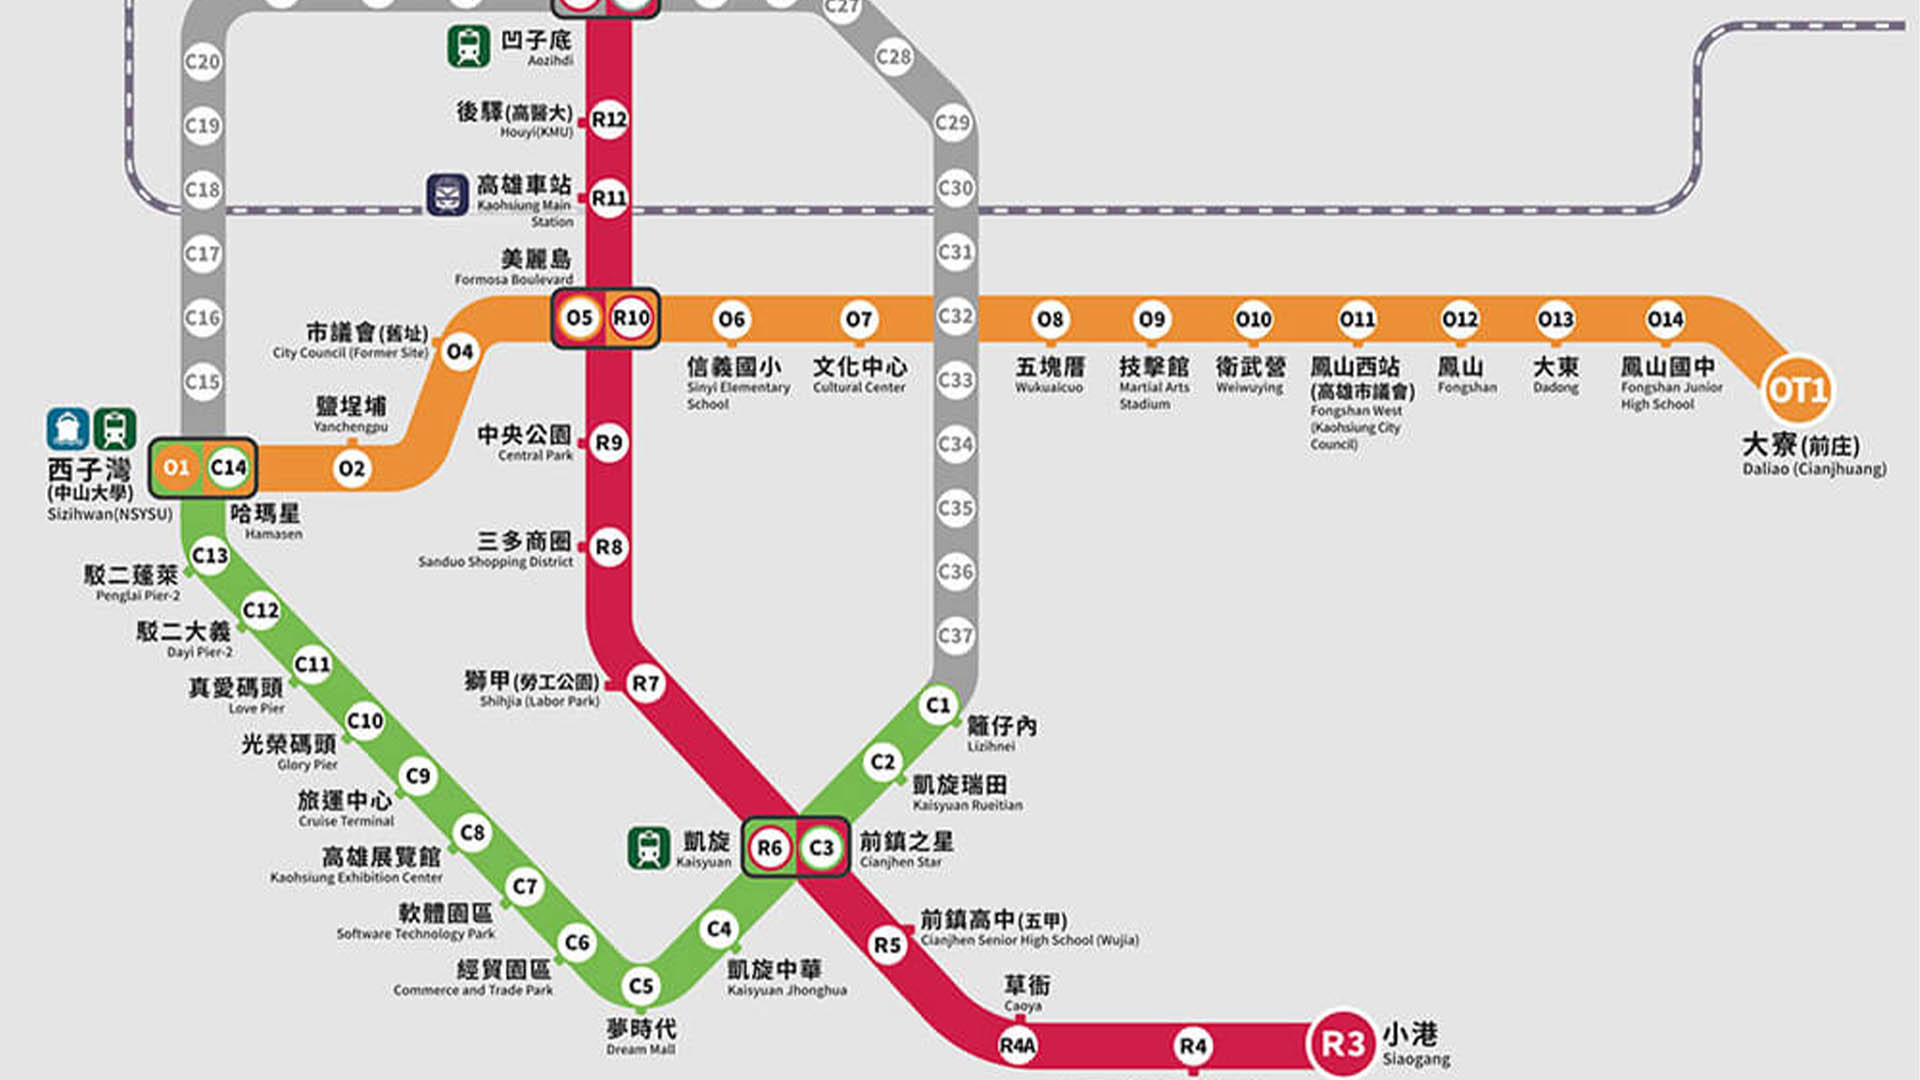 C27
C20
凹子底
Aozihdi
C28
C19
後驛(高醫大)
Houyi(KMU)
R12
C29
C18
高雄車站
Kaohsiung Main
Station
R11
C30
C17
美麗島
Formosa Boulevard
C31
C16
市議會(舊址)
City Council (Former Site)
O4
O5
R10
O6
信義國小
Sinyi Elementary
School
O7
文化中心
Cultural Center
C32
O8
五塊厝
Wukuaicuo
O9
技擊館
Martial Arts
Stadium
O10
衛武營
Weiwuying
O11
鳳山西站
(高雄市議會)
Fongshan West
(Kaohsiung City
Council)
O12
鳳山
Fongshan
O13
大東
Dadong
O14
鳳山國中
Fongshan Junior
High School
OT1
大寮(前庄)
Daliao (Cianjhuang)
C15
C33
鹽埕埔
Yanchengpu
O2
中央公園
Central Park
R9
C34
O1
C14
西子灣
(中山大學)
Sizihwan(NSYSU)
哈瑪星
Hamasen
C35
C13
駁二蓬萊
Penglai Pier-2
三多商圈
Sanduo Shopping District
R8
C36
C12
駁二大義
Dayi Pier-2
C37
C11
真愛碼頭
Love Pier
獅甲(勞工公園)
Shihjia (Labor Park)
R7
C1
籬仔內
Lizihnei
C10
光榮碼頭
Glory Pier
C2
凱旋瑞田
Kaisyuan Rueitian
C9
旅運中心
Cruise Terminal
C8
高雄展覽館
Kaohsiung Exhibition Center
凱旋
Kaisyuan
R6
C3
前鎮之星
Cianjhen Star
C7
軟體園區
Software Technology Park
C4
凱旋中華
Kaisyuan Jhonghua
R5
前鎮高中(五甲)
Cianjhen Senior High School (Wujia)
C6
經貿園區
Commerce and Trade Park
C5
夢時代
Dream Mall
草衙
Caoya
R4A
R4
R3
小港
Siaogang